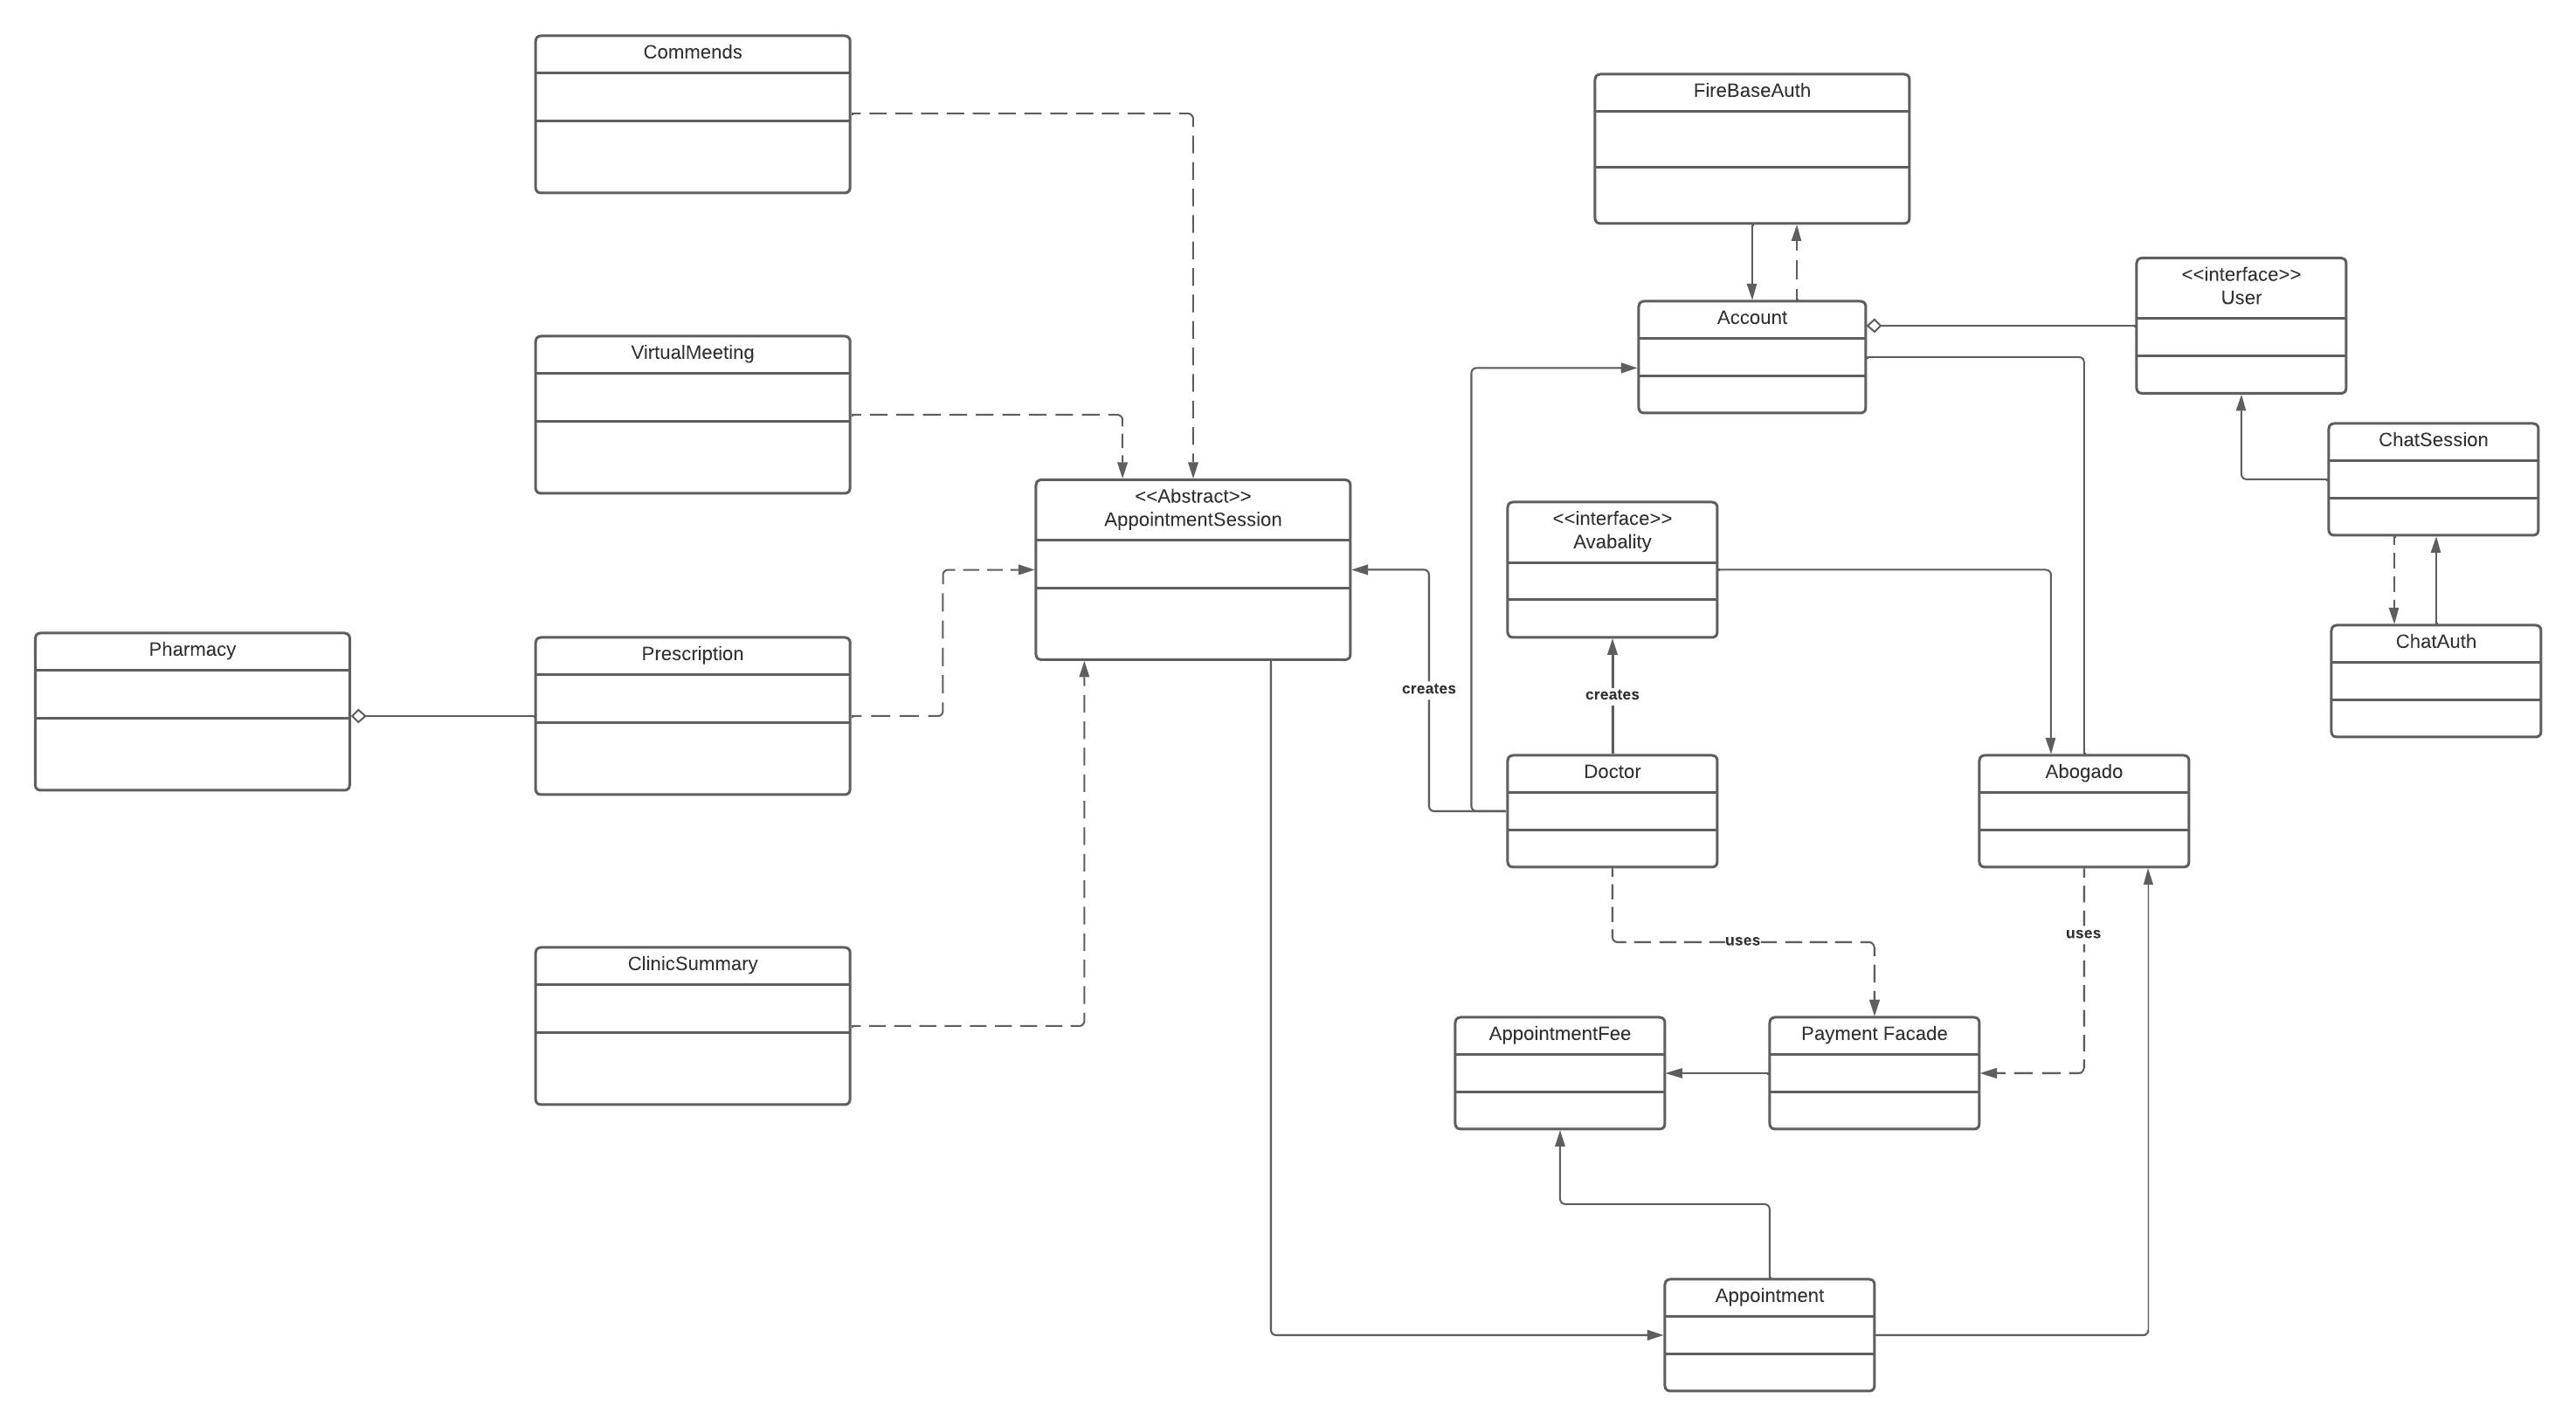 Commends
FireBaseAuth
<<interface>>
User
Account
VirtualMeeting
ChatSession
<<Abstract>>
AppointmentSession
<<interface>>
Avabality
ChatAuth
Pharmacy
Prescription
creates
creates
Doctor
Abogado
uses
uses
ClinicSummary
AppointmentFee
Payment Facade
Appointment